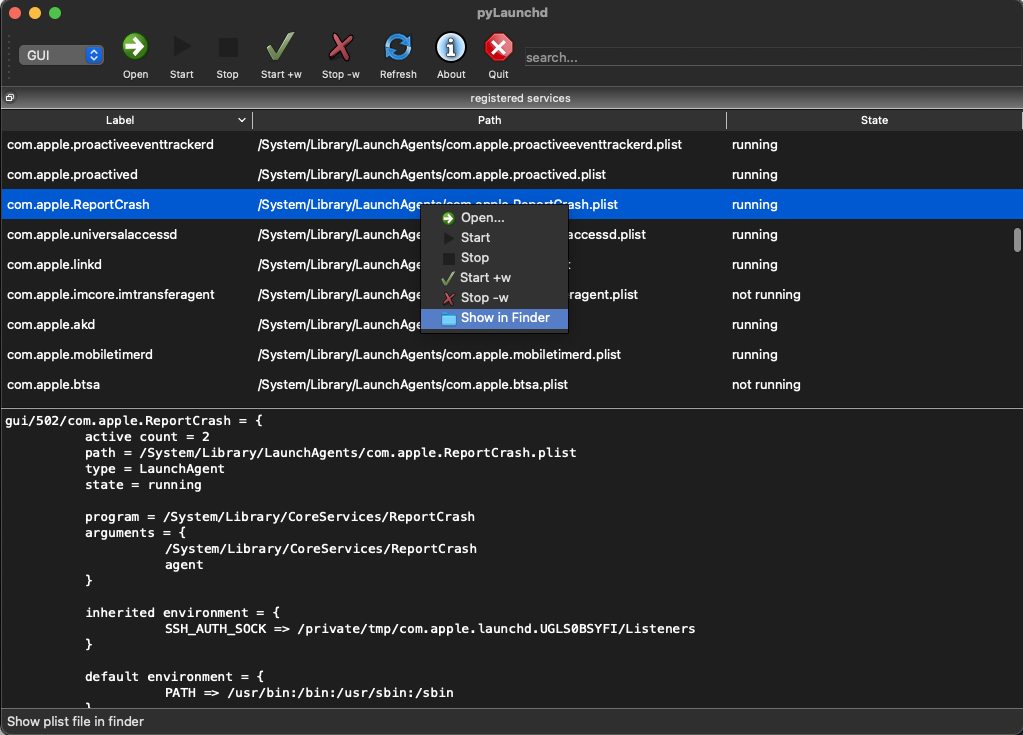 pyLaunchd
GUI
Open Start Stop Start +w Stop -w Refresh About Quit
search...
registered services
Label Path State
com.apple.proactiveeventtrackerd /System/Library/LaunchAgents/com.apple.proactiveeventtrackerd.plist running
com.apple.proactived /System/Library/LaunchAgents/com.apple.proactived.plist running
com.apple.ReportCrash /System/Library/LaunchAgents/com.apple.ReportCrash.plist running
com.apple.universalaccessd /System/Library/LaunchAge accessd.plist running
com.apple.linkd /System/Library/LaunchAge running
com.apple.imcore.imtransferagent /System/Library/LaunchAge ragent.plist not running
com.apple.akd /System/Library/LaunchAge running
com.apple.mobiletimerd /System/Library/LaunchAgents/com.apple.mobiletimerd.plist running
com.apple.btsa /System/Library/LaunchAgents/com.apple.btsa.plist not running
Open...
Start
Stop
Start +w
Stop -w
Show in Finder
gui/502/com.apple.ReportCrash = {
active count = 2
path = /System/Library/LaunchAgents/com.apple.ReportCrash.plist
type = LaunchAgent
state = running
program = /System/Library/CoreServices/ReportCrash
arguments = {
/System/Library/CoreServices/ReportCrash
agent
}
inherited environment = {
SSH_AUTH_SOCK => /private/tmp/com.apple.launchd.UGLS0BSYFI/Listeners
}
default environment = {
PATH => /usr/bin:/bin:/usr/sbin:/sbin
}
Show plist file in finder